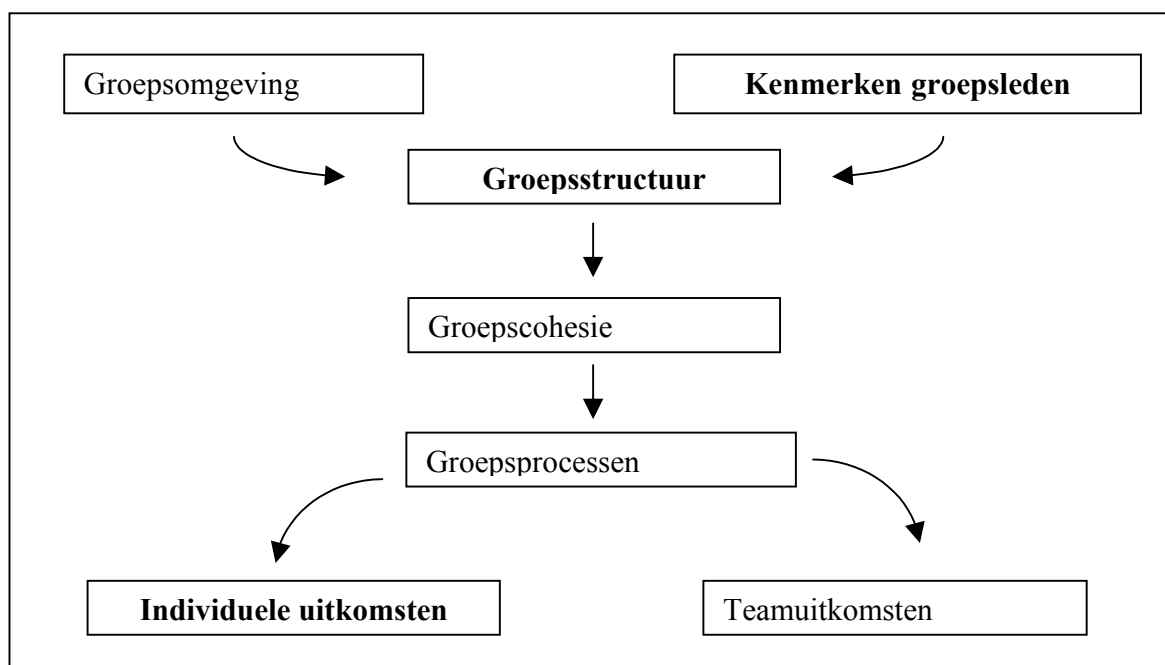 Groepsomgeving
Kenmerken groepsleden
Groepsstructuur
Groepscohesie
Groepsprocessen
Individuele uitkomsten
Teamuitkomsten